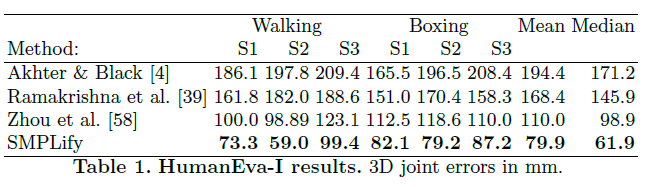 Walking Boxing Mean Median
Method: S1 S2 S3 S1 S2 S3
Akhter & Black [4] 186.1 197.8 209.4 165.5 196.5 208.4 194.4 171.2
Ramakrishna et al. [39] 161.8 182.0 188.6 151.0 170.4 158.3 168.4 145.9
Zhou et al. [58] 100.0 98.89 123.1 112.5 118.6 110.0 110.0 98.9
SMPLify 73.3 59.0 99.4 82.1 79.2 87.2 79.9 61.9
Table 1. HumanEva-I results. 3D joint errors in mm.